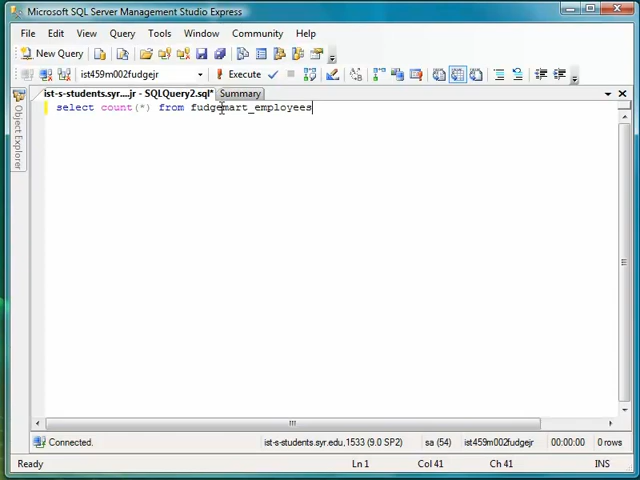 Microsoft SQL Server Management Studio Express
File Edit View Query Tools Window Community Help
New Query
ist459m002fudgejr Execute
ist-s-students.syr....jr - SQLQuery2.sql* Summary
Object Explorer
select count(*) from fudgemart_employees
Connected. ist-s-students.syr.edu,1533 (9.0 SP2) sa (54) ist459m002fudgejr 00:00:00 0 rows
Ready Ln 1 Col 41 Ch 41 INS